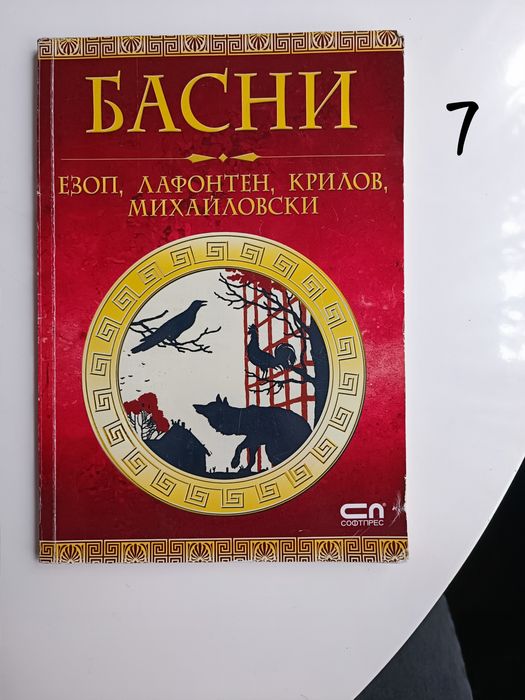 БАСНИ
ЕЗОП, ЛАФОНТЕН, КРИЛОВ,
МИХАЙЛОВСКИ
7
СП
СОФТПРЕС